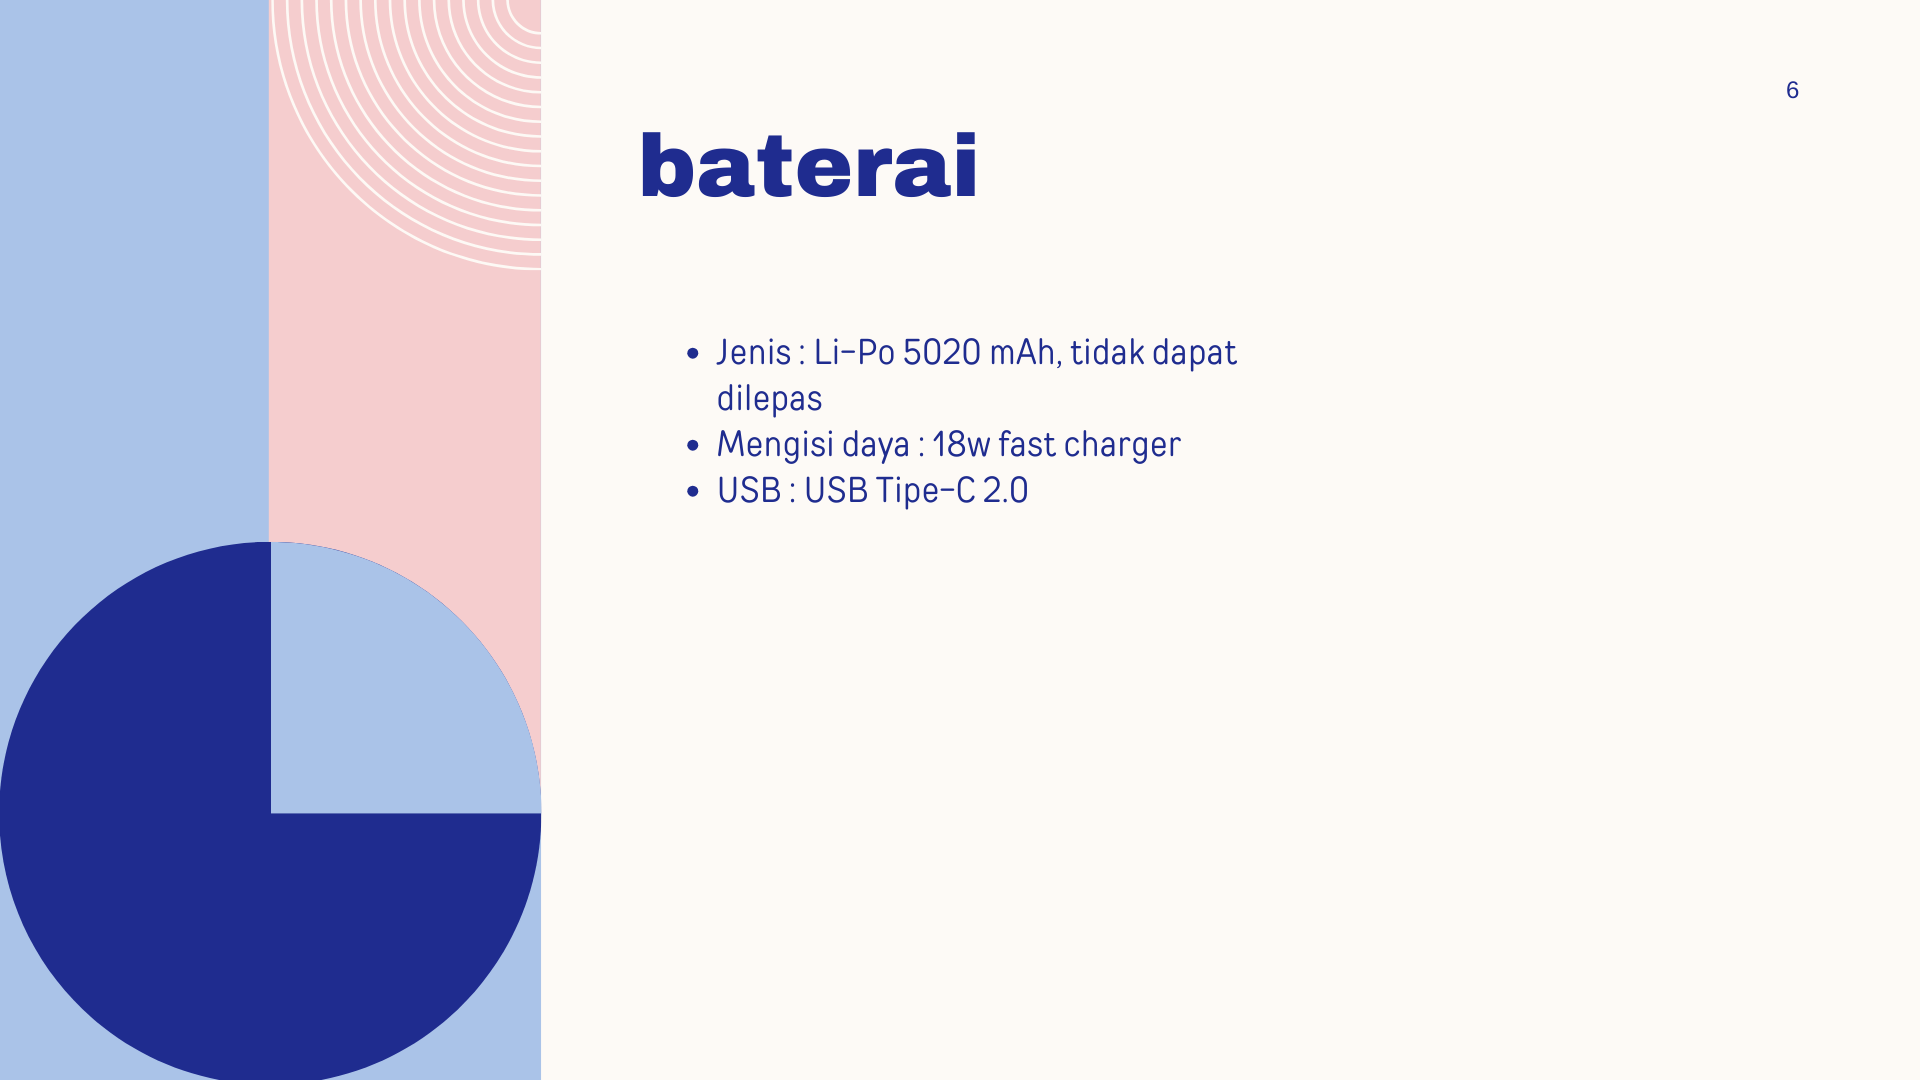 6
baterai
• Jenis : Li-Po 5020 mAh, tidak dapat
dilepas
• Mengisi daya : 18w fast charger
• USB : USB Tipe-C 2.0